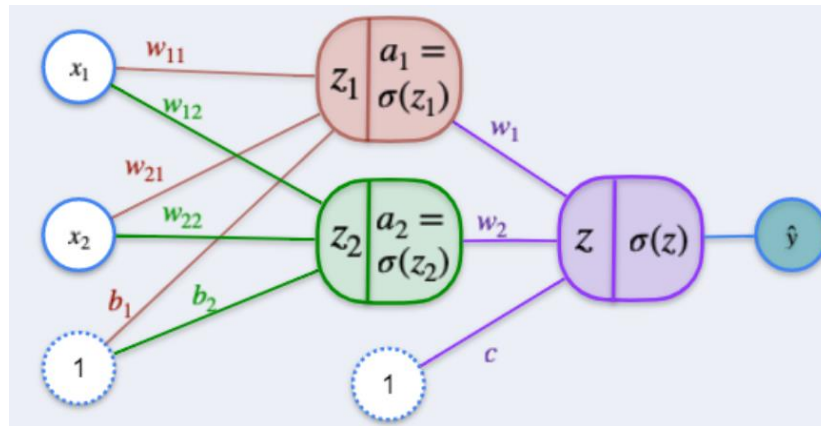 x₁
w₁₁
z₁
a₁ =
σ(z₁)
w₁₂
w₁
w₂₁
x₂
w₂₂
z₂
a₂ =
σ(z₂)
w₂
z
σ(z)
ŷ
b₁
b₂
1
1
c